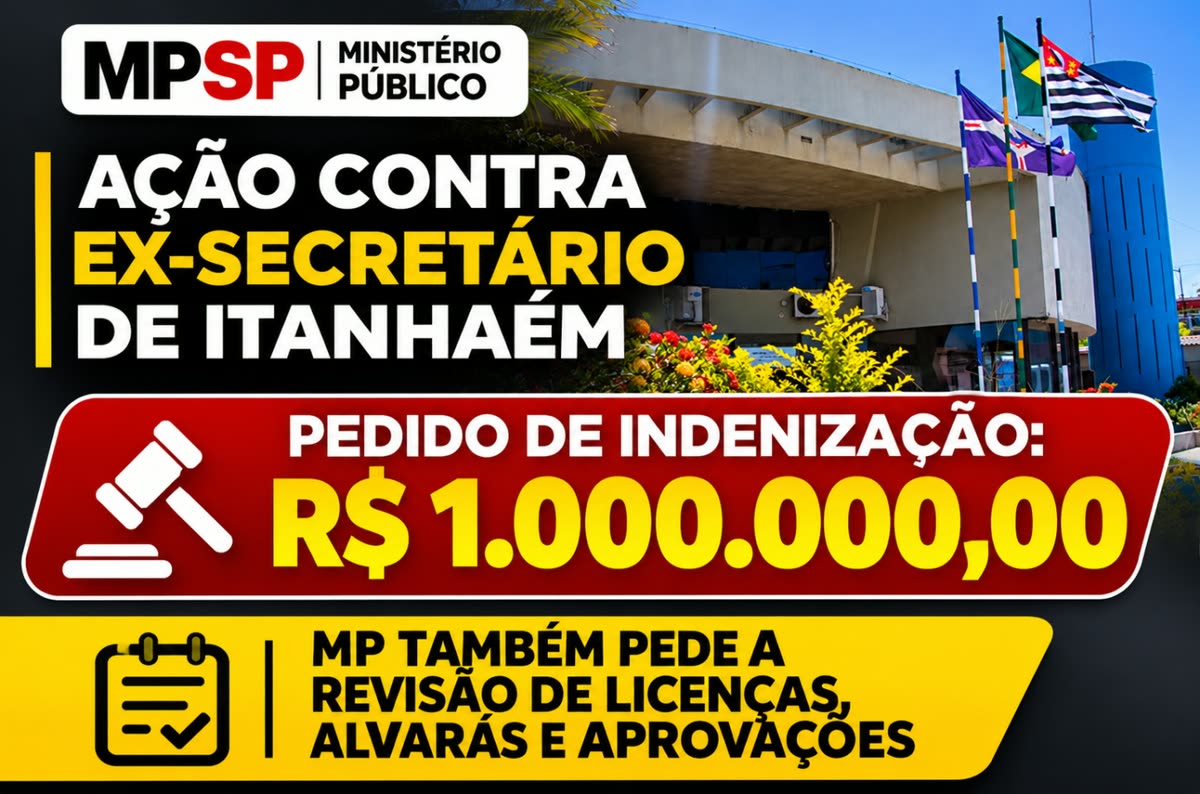 MPSP
MINISTÉRIO
PÚBLICO
AÇÃO CONTRA
EX-SECRETÁRIO
DE ITANHAÉM
PEDIDO DE INDENIZAÇÃO:
R$ 1.000.000,00
MP TAMBÉM PEDE A
REVISÃO DE LICENÇAS,
ALVARÁS E APROVAÇÕES